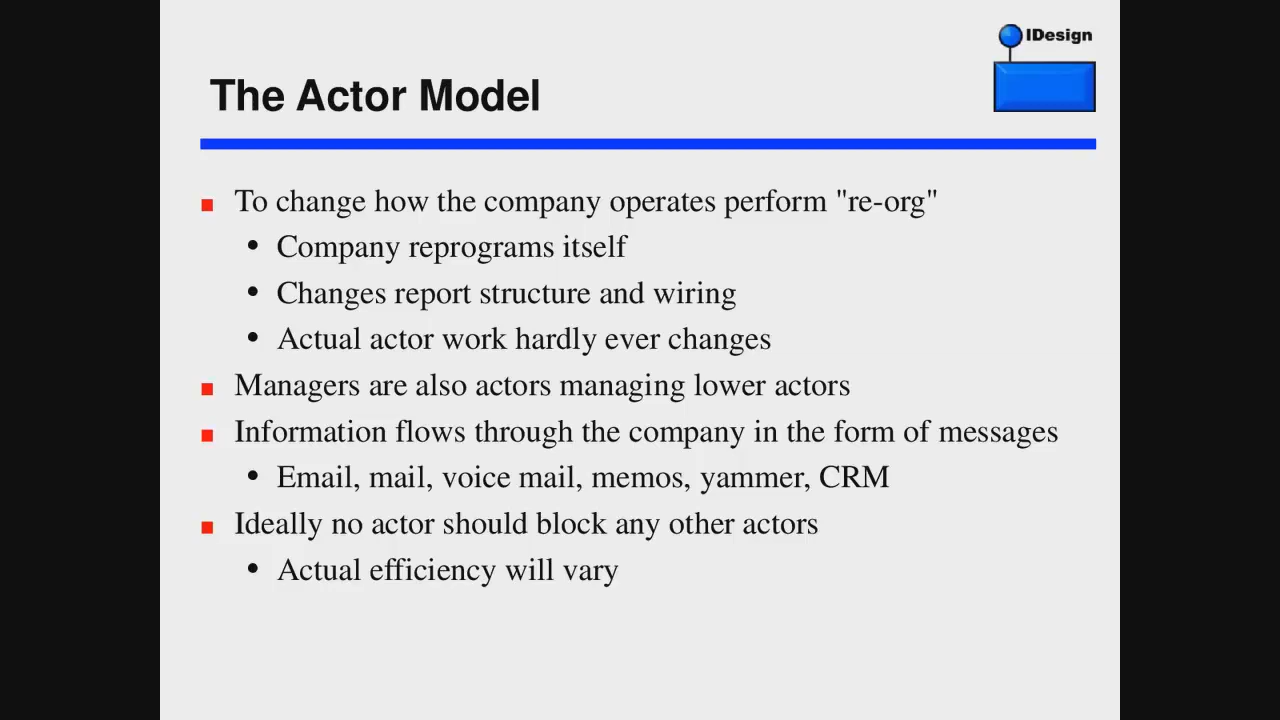 IDesign
The Actor Model
To change how the company operates perform "re-org"
Company reprograms itself
Changes report structure and wiring
Actual actor work hardly ever changes
Managers are also actors managing lower actors
Information flows through the company in the form of messages
Email, mail, voice mail, memos, yammer, CRM
Ideally no actor should block any other actors
Actual efficiency will vary